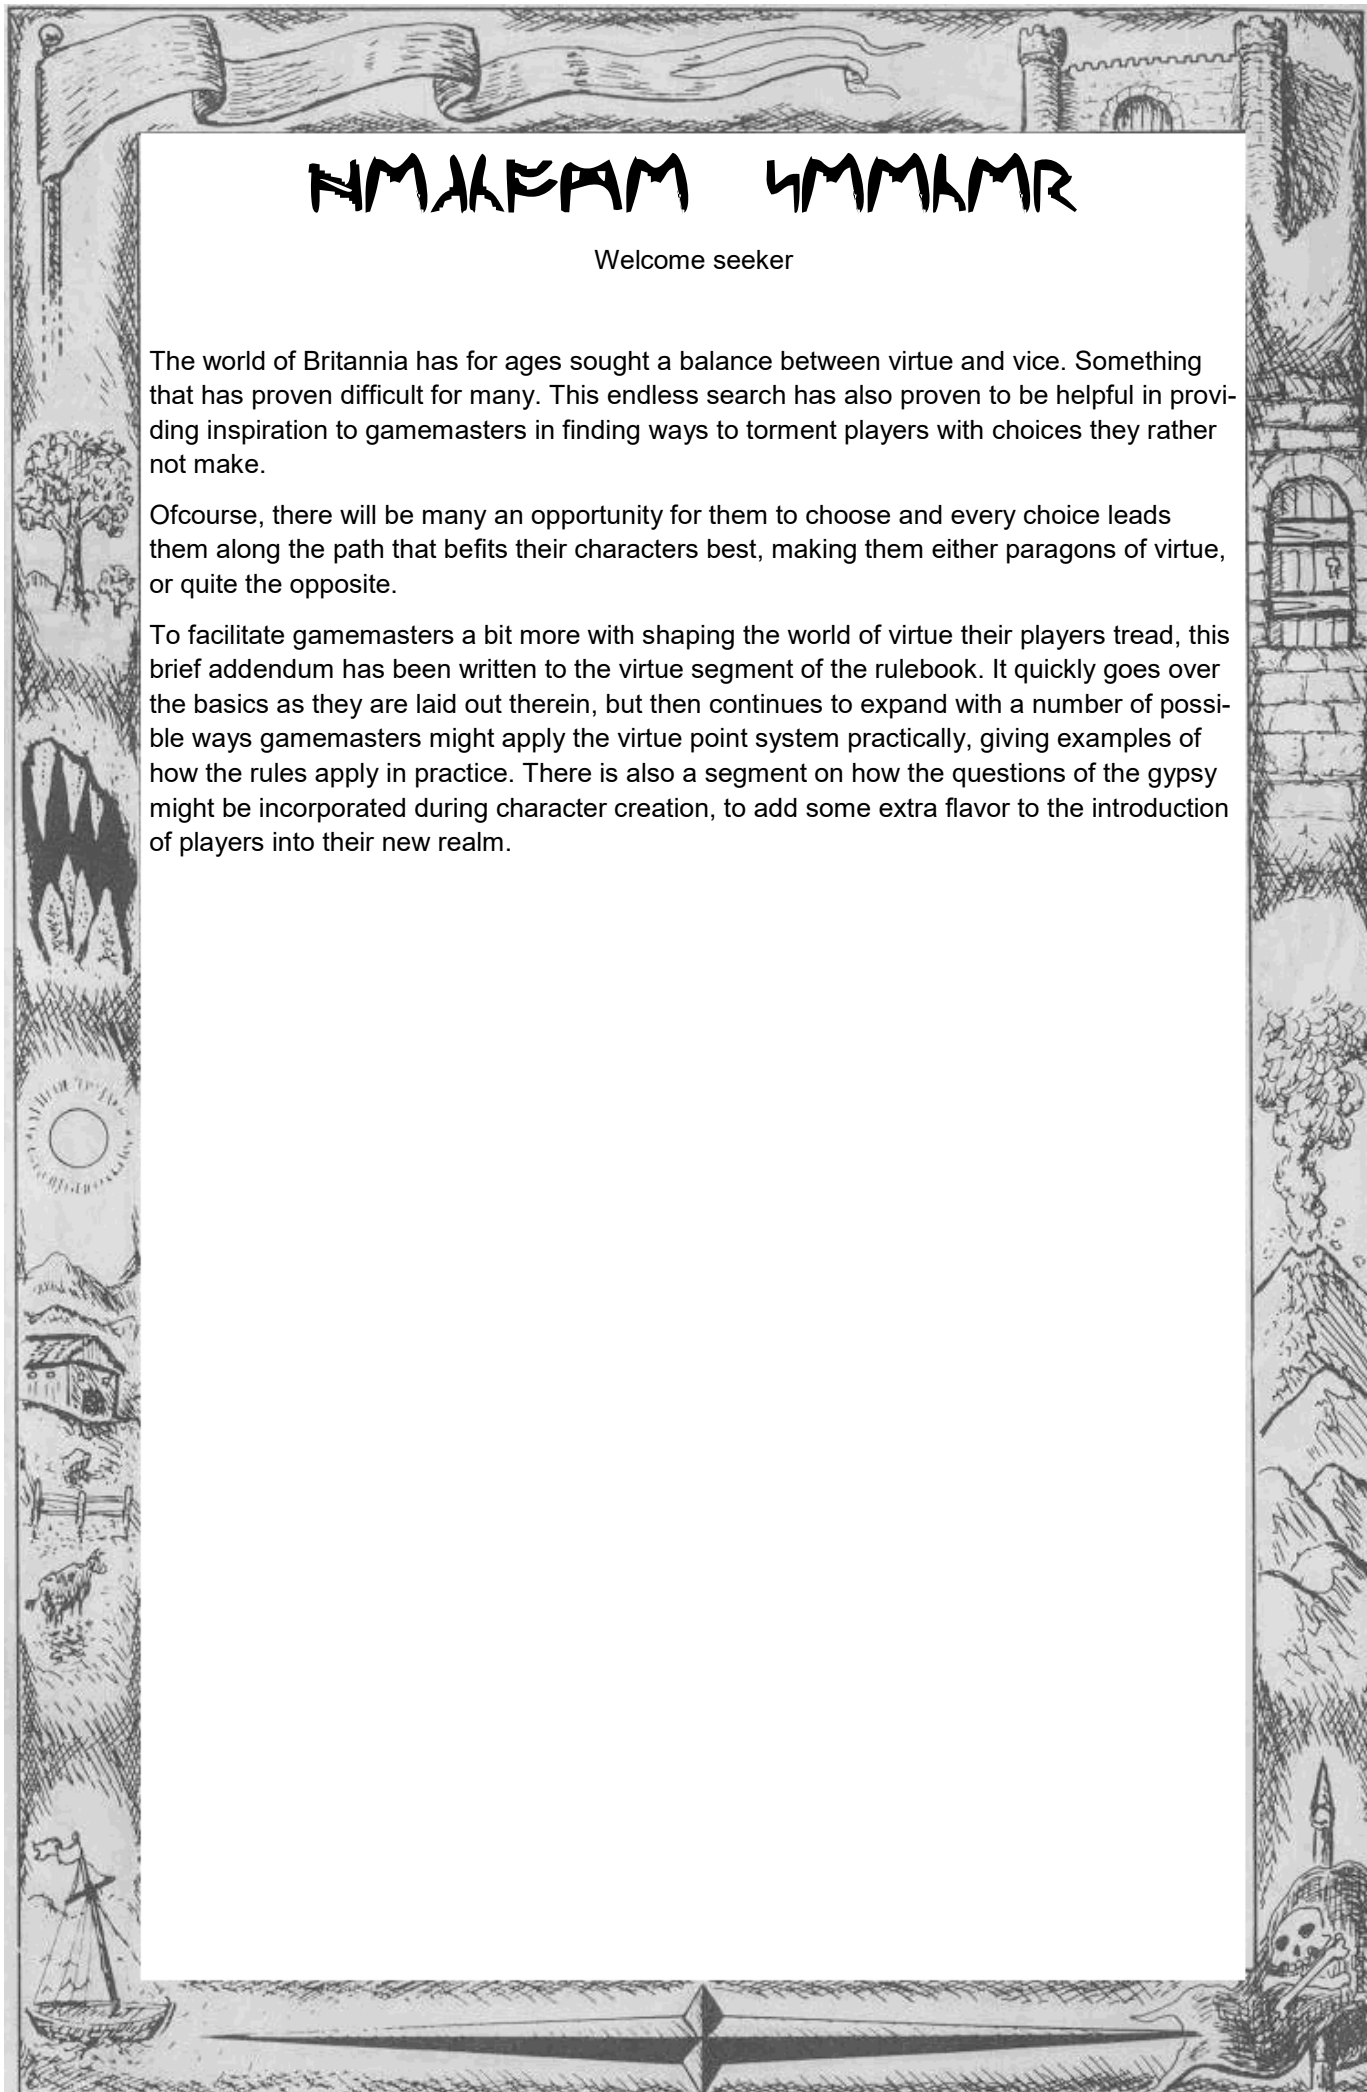 Welcome seeker
The world of Britannia has for ages sought a balance between virtue and vice. Something
that has proven difficult for many. This endless search has also proven to be helpful in provi-
ding inspiration to gamemasters in finding ways to torment players with choices they rather
not make.
Ofcourse, there will be many an opportunity for them to choose and every choice leads
them along the path that befits their characters best, making them either paragons of virtue,
or quite the opposite.
To facilitate gamemasters a bit more with shaping the world of virtue their players tread, this
brief addendum has been written to the virtue segment of the rulebook. It quickly goes over
the basics as they are laid out therein, but then continues to expand with a number of possi-
ble ways gamemasters might apply the virtue point system practically, giving examples of
how the rules apply in practice. There is also a segment on how the questions of the gypsy
might be incorporated during character creation, to add some extra flavor to the introduction
of players into their new realm.